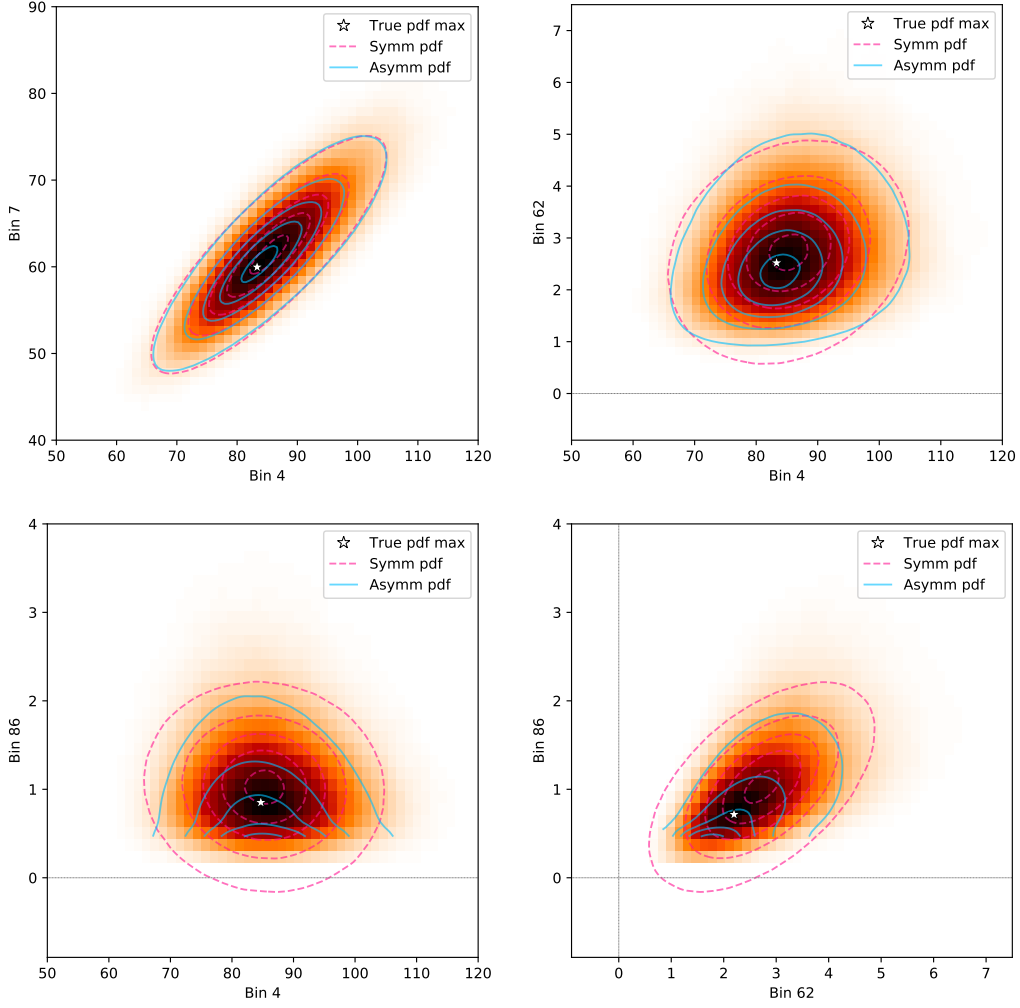 90
80
70
60
50
40
Bin 7
50 60 70 80 90 100 110 120
Bin 4
True pdf max
Symm pdf
Asymm pdf
7
6
5
4
3
2
1
0
Bin 62
50 60 70 80 90 100 110 120
Bin 4
True pdf max
Symm pdf
Asymm pdf
4
3
2
1
0
Bin 86
50 60 70 80 90 100 110 120
Bin 4
True pdf max
Symm pdf
Asymm pdf
4
3
2
1
0
Bin 86
0 1 2 3 4 5 6 7
Bin 62
True pdf max
Symm pdf
Asymm pdf